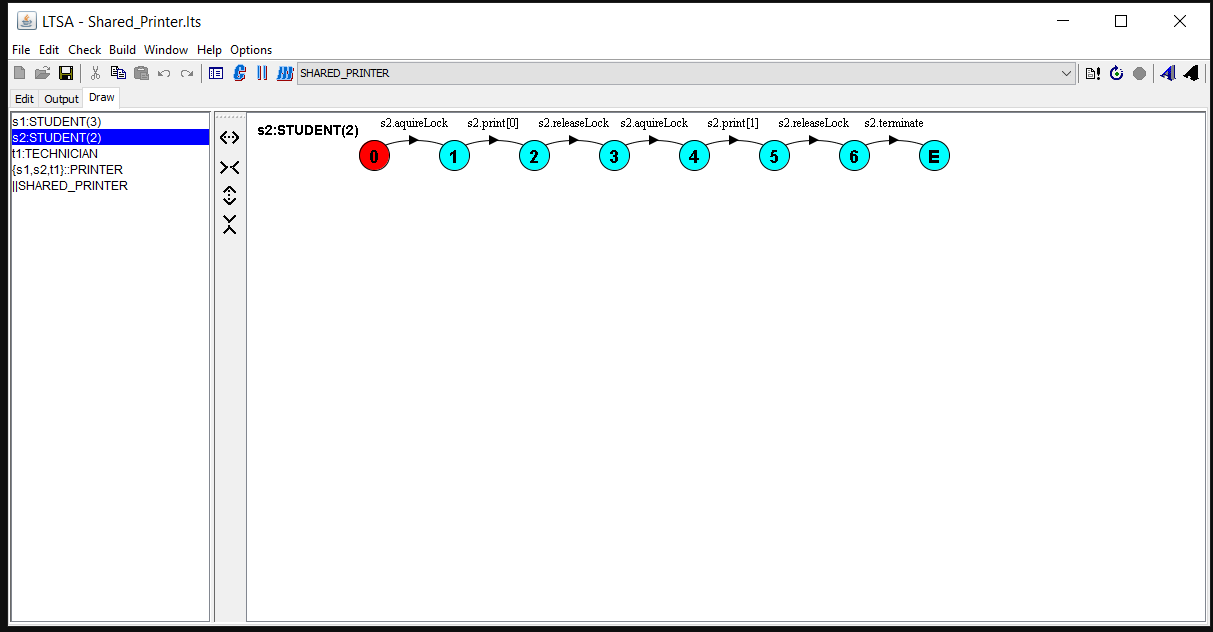 LTSA - Shared_Printer.lts
File Edit Check Build Window Help Options
SHARED_PRINTER
Edit Output Draw
s1:STUDENT(3)
s2:STUDENT(2)
t1:TECHNICIAN
{s1,s2,t1}::PRINTER
||SHARED_PRINTER
s2:STUDENT(2)
s2.aquireLock s2.print[0] s2.releaseLock s2.aquireLock s2.print[1] s2.releaseLock s2.terminate
0 1 2 3 4 5 6 E